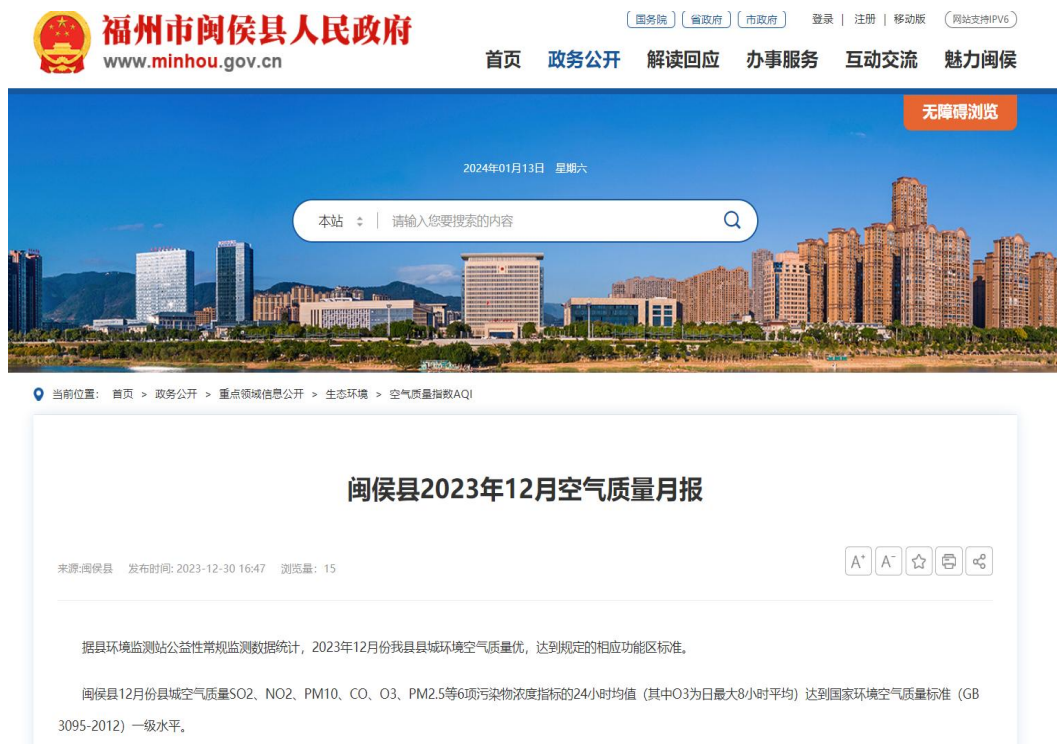 福州市闽侯县人民政府
www.minhou.gov.cn
国务院 省政府 市政府 登录 | 注册 | 移动版 网站支持IPV6
首页 政务公开 解读回应 办事服务 互动交流 魅力闽侯
无障碍浏览
2024年01月13日 星期六
本站 请输入您要搜索的内容
当前位置： 首页 > 政务公开 > 重点领域信息公开 > 生态环境 > 空气质量指数AQI
闽侯县2023年12月空气质量月报
来源:闽侯县 发布时间: 2023-12-30 16:47 浏览量：15
A+ A-
据县环境监测站公益性常规监测数据统计，2023年12月份我县县城环境空气质量优，达到规定的相应功能区标准。
闽侯县12月份县城空气质量SO2、NO2、PM10、CO、O3、PM2.5等6项污染物浓度指标的24小时均值（其中O3为日最大8小时平均）达到国家环境空气质量标准（GB
3095-2012）一级水平。